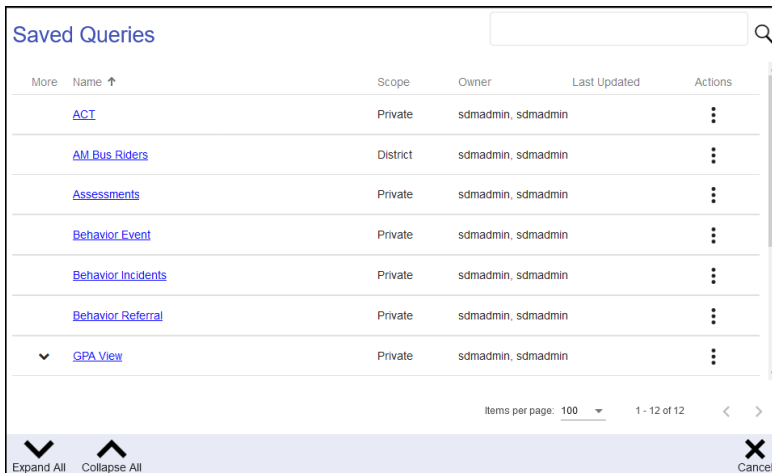 Saved Queries
More Name ↑ Scope Owner Last Updated Actions
ACT Private sdmadmin, sdmadmin
AM Bus Riders District sdmadmin, sdmadmin
Assessments Private sdmadmin, sdmadmin
Behavior Event Private sdmadmin, sdmadmin
Behavior Incidents Private sdmadmin, sdmadmin
Behavior Referral Private sdmadmin, sdmadmin
GPA View Private sdmadmin, sdmadmin
Items per page: 100 1 - 12 of 12
Expand All Collapse All Cancel